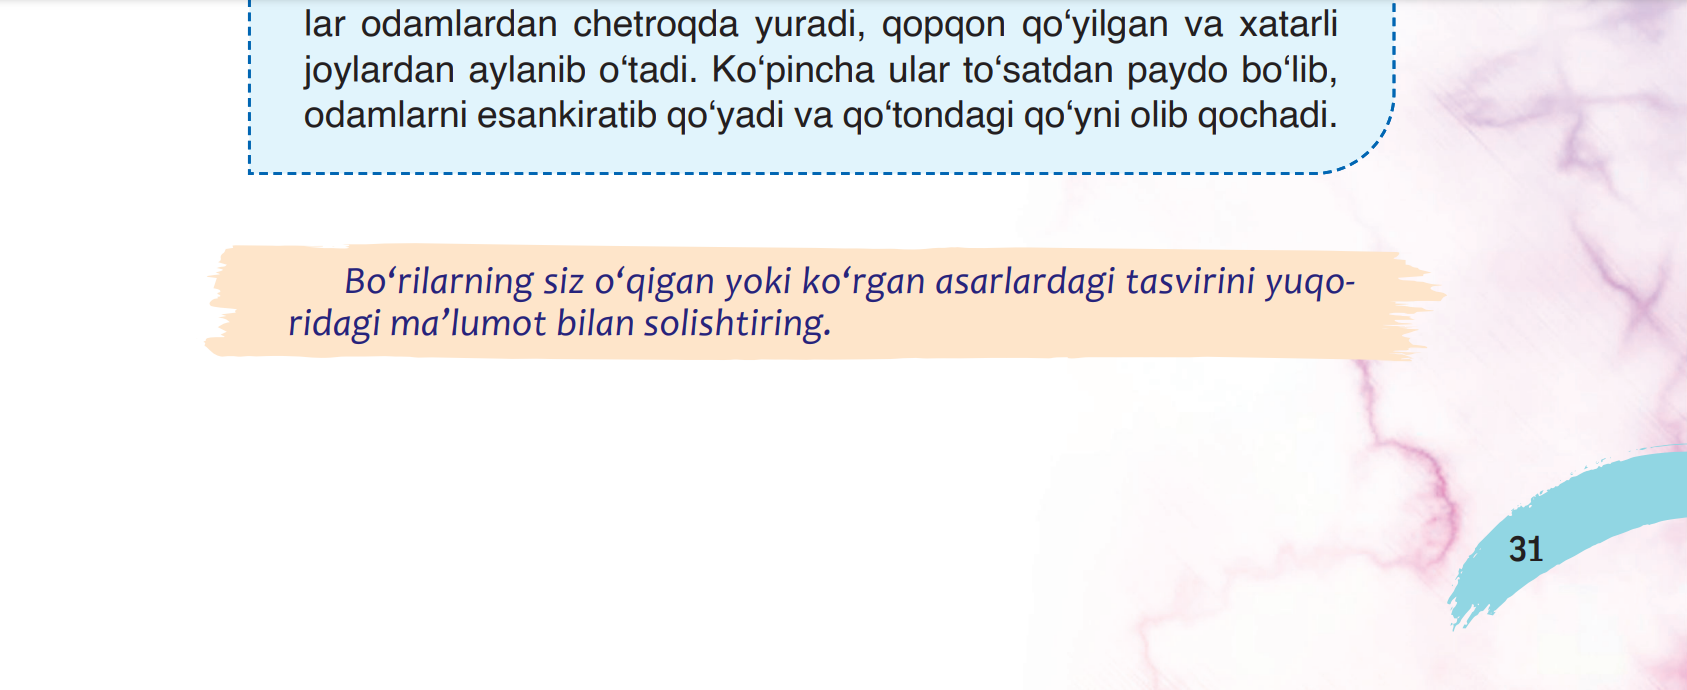 lar odamlardan chetroqda yuradi, qopqon qo‘yilgan va xatarli
joylardan aylanib o‘tadi. Ko‘pincha ular to‘satdan paydo bo‘lib,
odamlarni esankiratib qo‘yadi va qo‘tondagi qo‘yni olib qochadi.
Bo‘rilarning siz o‘qigan yoki ko‘rgan asarlardagi tasvirini yuqo-
ridagi ma’lumot bilan solishtiring.
31